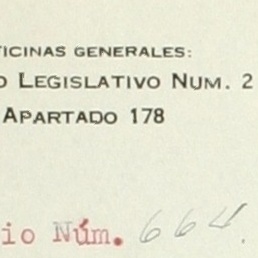 FICINAS GENERALES:
O LEGISLATIVO NUM. 2
APARTADO 178
io Núm. 664.